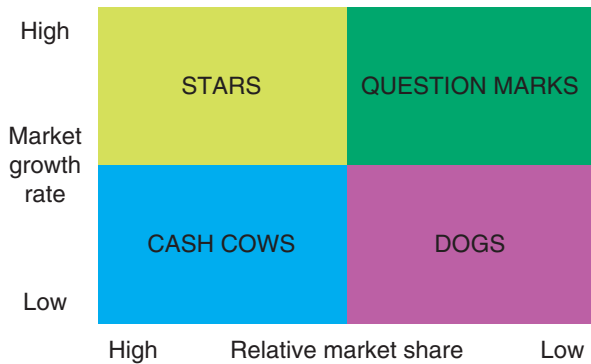 High
STARS
QUESTION MARKS
Market
growth
rate
CASH COWS
DOGS
Low
High Relative market share Low